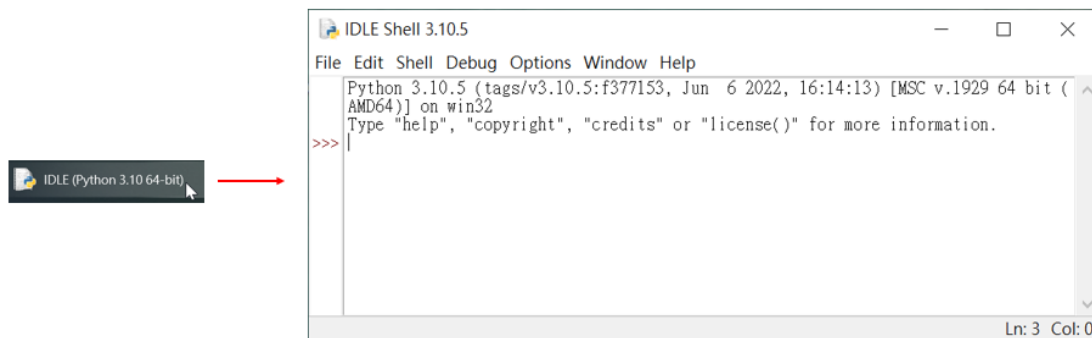 IDLE Shell 3.10.5
File Edit Shell Debug Options Window Help
Python 3.10.5 (tags/v3.10.5:f377153, Jun  6 2022, 16:14:13) [MSC v.1929 64 bit (
AMD64)] on win32
Type "help", "copyright", "credits" or "license()" for more information.
>>>
IDLE (Python 3.10 64-bit)
Ln: 3 Col: 0